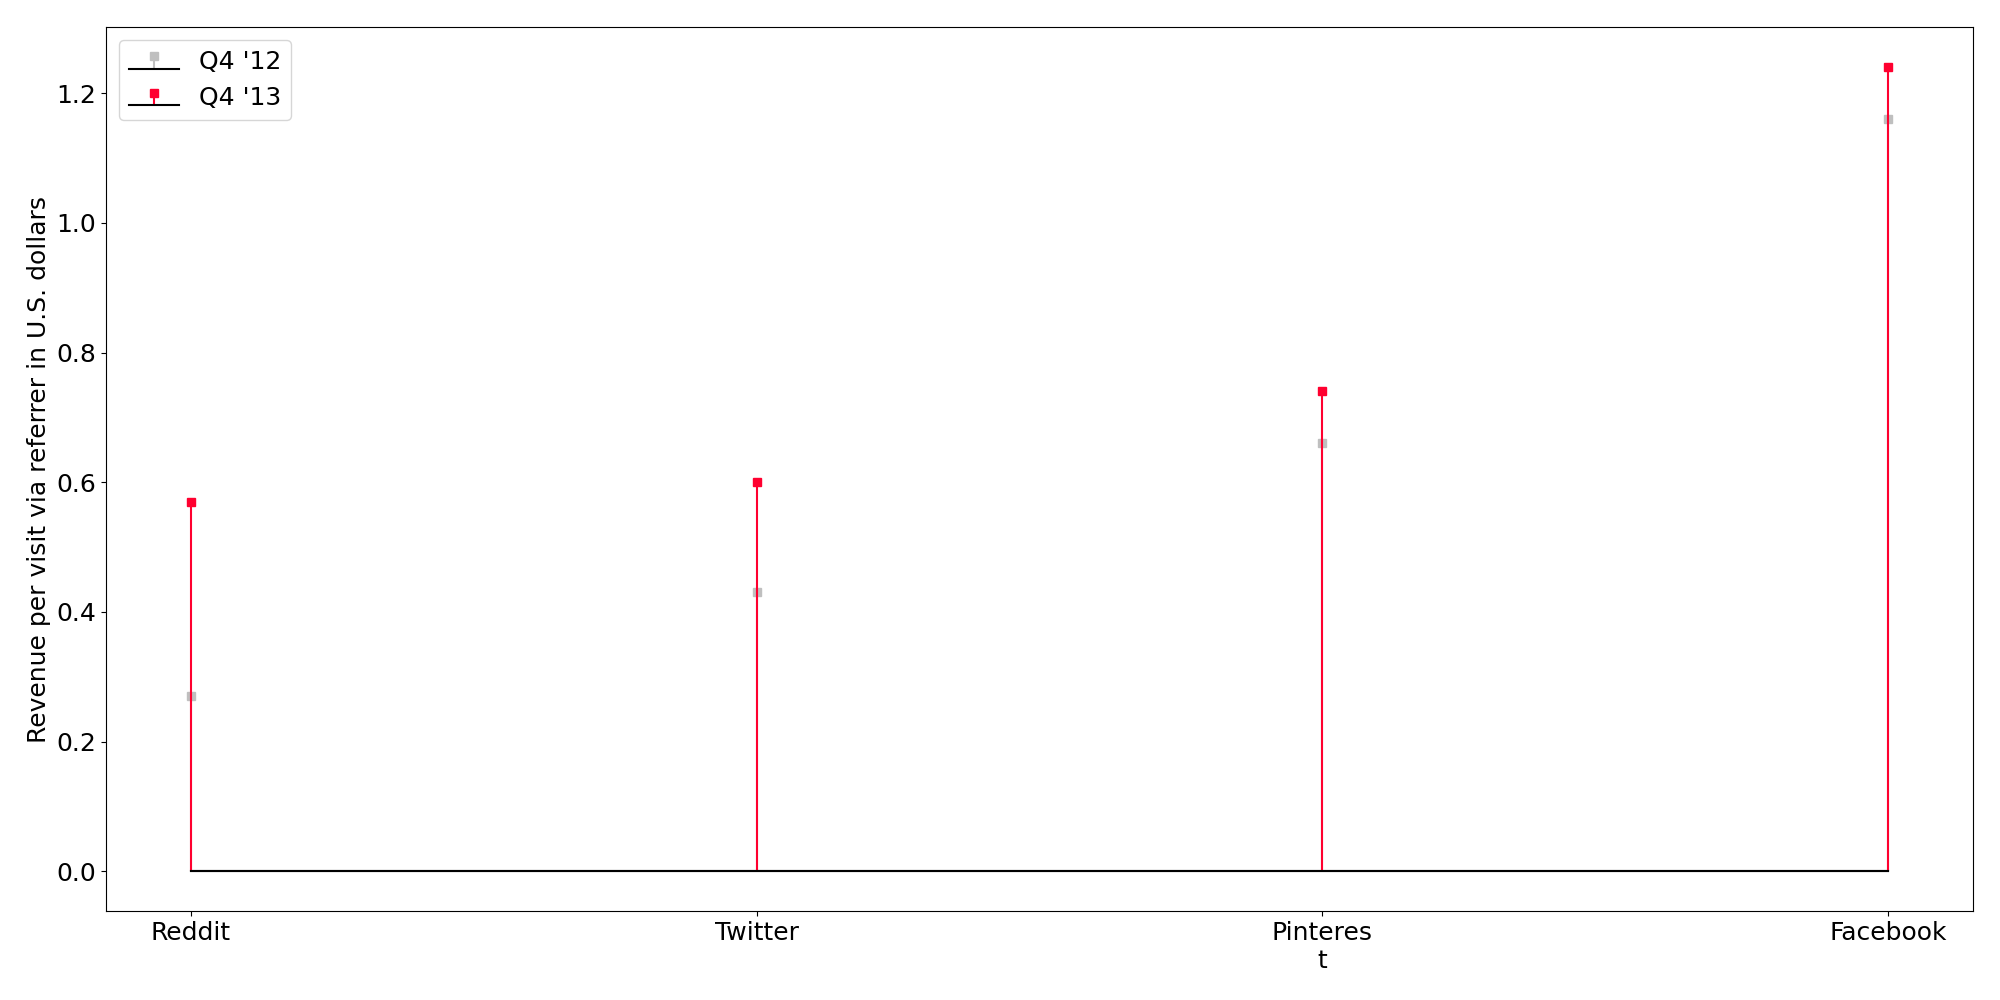 Q4 '12
Q4 '13
Revenue per visit via referrer in U.S. dollars
1.2
1.0
0.8
0.6
0.4
0.2
0.0
Reddit
Twitter
Pinteres
t
Facebook